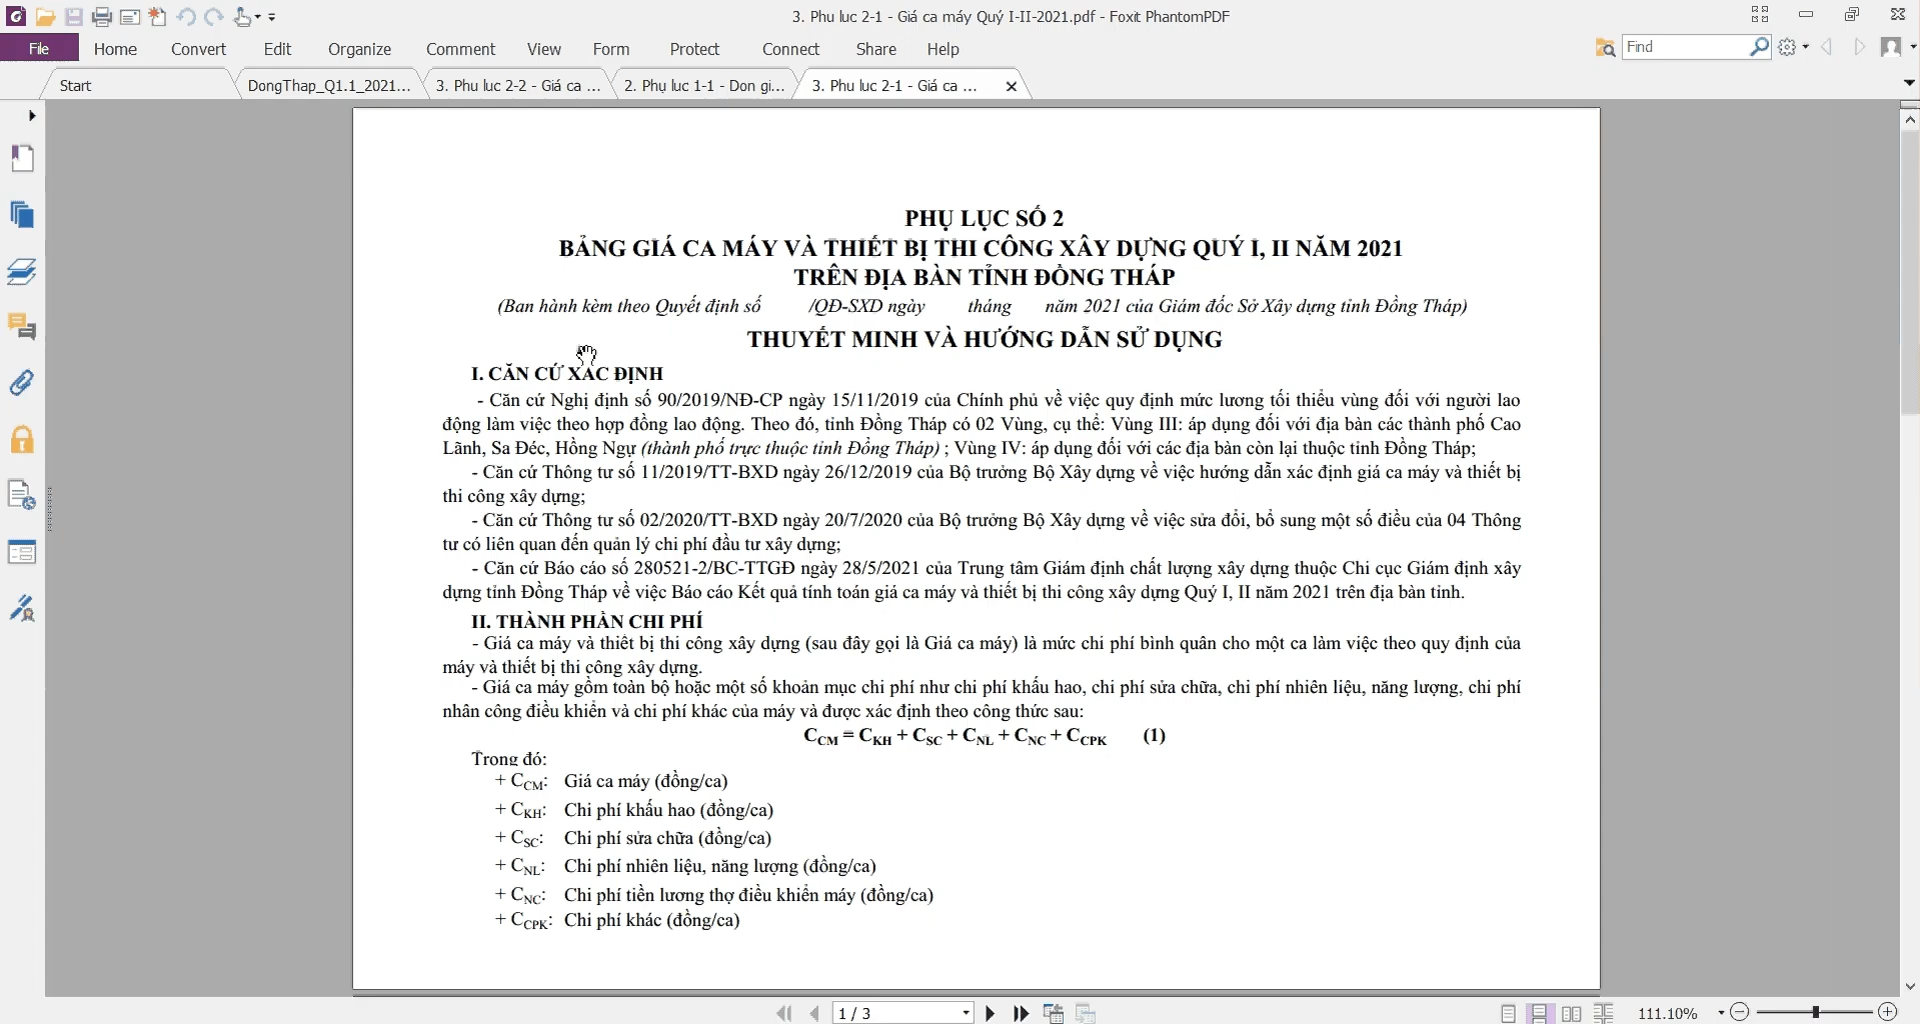 3. Phu luc 2-1 - Giá ca máy Quý I-II-2021.pdf - Foxit PhantomPDF
File Home Convert Edit Organize Comment View Form Protect Connect Share Help
Find
Start
DongThap_Q1.1_2021...
3. Phu luc 2-2 - Giá ca ...
2. Phụ luc 1-1 - Don gi...
3. Phu luc 2-1 - Giá ca ...
PHỤ LỤC SỐ 2
BẢNG GIÁ CA MÁY VÀ THIẾT BỊ THI CÔNG XÂY DỰNG QUÝ I, II NĂM 2021
TRÊN ĐỊA BÀN TỈNH ĐỒNG THÁP
(Ban hành kèm theo Quyết định số /QĐ-SXD ngày tháng năm 2021 của Giám đốc Sở Xây dựng tỉnh Đồng Tháp)
THUYẾT MINH VÀ HƯỚNG DẪN SỬ DỤNG
I. CĂN CỨ XÁC ĐỊNH
- Căn cứ Nghị định số 90/2019/NĐ-CP ngày 15/11/2019 của Chính phủ về việc quy định mức lương tối thiểu vùng đối với người lao
động làm việc theo hợp đồng lao động. Theo đó, tỉnh Đồng Tháp có 02 Vùng, cụ thể: Vùng III: áp dụng đối với địa bàn các thành phố Cao
Lãnh, Sa Đéc, Hồng Ngự (thành phố trực thuộc tỉnh Đồng Tháp) ; Vùng IV: áp dụng đối với các địa bàn còn lại thuộc tỉnh Đồng Tháp;
- Căn cứ Thông tư số 11/2019/TT-BXD ngày 26/12/2019 của Bộ trưởng Bộ Xây dựng về việc hướng dẫn xác định giá ca máy và thiết bị
thi công xây dựng;
- Căn cứ Thông tư số 02/2020/TT-BXD ngày 20/7/2020 của Bộ trưởng Bộ Xây dựng về việc sửa đổi, bổ sung một số điều của 04 Thông
tư có liên quan đến quản lý chi phí đầu tư xây dựng;
- Căn cứ Báo cáo số 280521-2/BC-TTGĐ ngày 28/5/2021 của Trung tâm Giám định chất lượng xây dựng thuộc Chi cục Giám định xây
dựng tỉnh Đồng Tháp về việc Báo cáo Kết quả tính toán giá ca máy và thiết bị thi công xây dựng Quý I, II năm 2021 trên địa bàn tỉnh.
II. THÀNH PHẦN CHI PHÍ
- Giá ca máy và thiết bị thi công xây dựng (sau đây gọi là Giá ca máy) là mức chi phí bình quân cho một ca làm việc theo quy định của
máy và thiết bị thi công xây dựng.
- Giá ca máy gồm toàn bộ hoặc một số khoản mục chi phí như chi phí khấu hao, chi phí sửa chữa, chi phí nhiên liệu, năng lượng, chi phí
nhân công điều khiển và chi phí khác của máy và được xác định theo công thức sau:
CCM = CKH + CSC + CNL + CNC + CCPK (1)
Trong đó:
+ CCM: Giá ca máy (đồng/ca)
+ CKH: Chi phí khấu hao (đồng/ca)
+ CSC: Chi phí sửa chữa (đồng/ca)
+ CNL: Chi phí nhiên liệu, năng lượng (đồng/ca)
+ CNC: Chi phí tiền lương thợ điều khiển máy (đồng/ca)
+ CCPK: Chi phí khác (đồng/ca)
1 / 3
111.10%